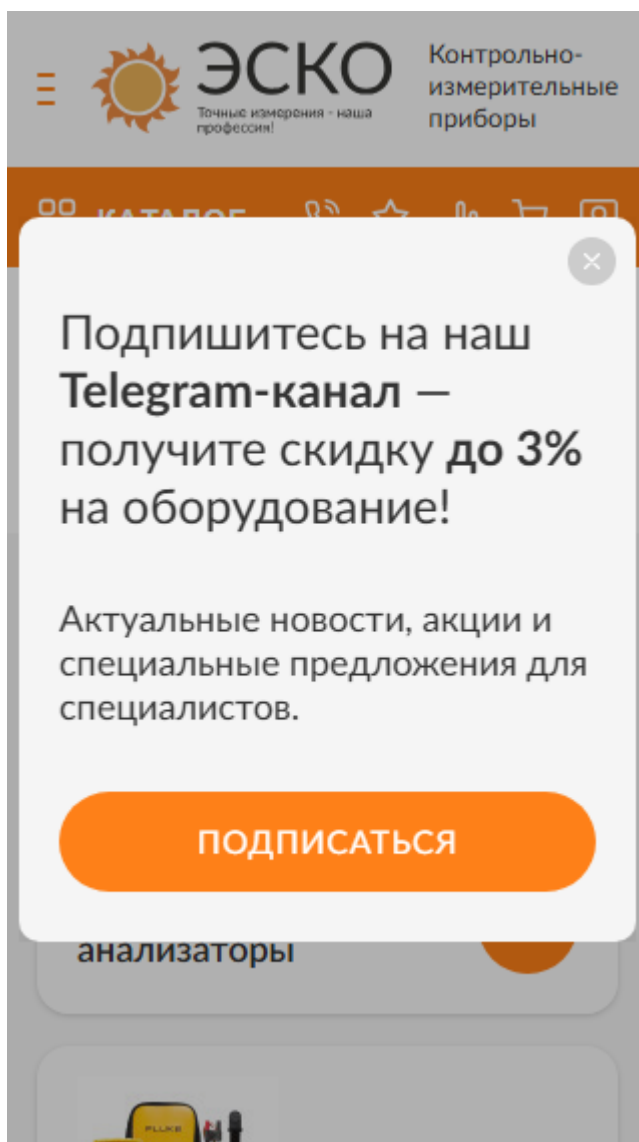 ЭСКО
Точные измерения - наша
профессия!
Контрольно-
измерительные
приборы
КАТАЛОГ
Подпишитесь на наш
Telegram-канал —
получите скидку до 3%
на оборудование!
Актуальные новости, акции и
специальные предложения для
специалистов.
ПОДПИСАТЬСЯ
анализаторы
FLUKE